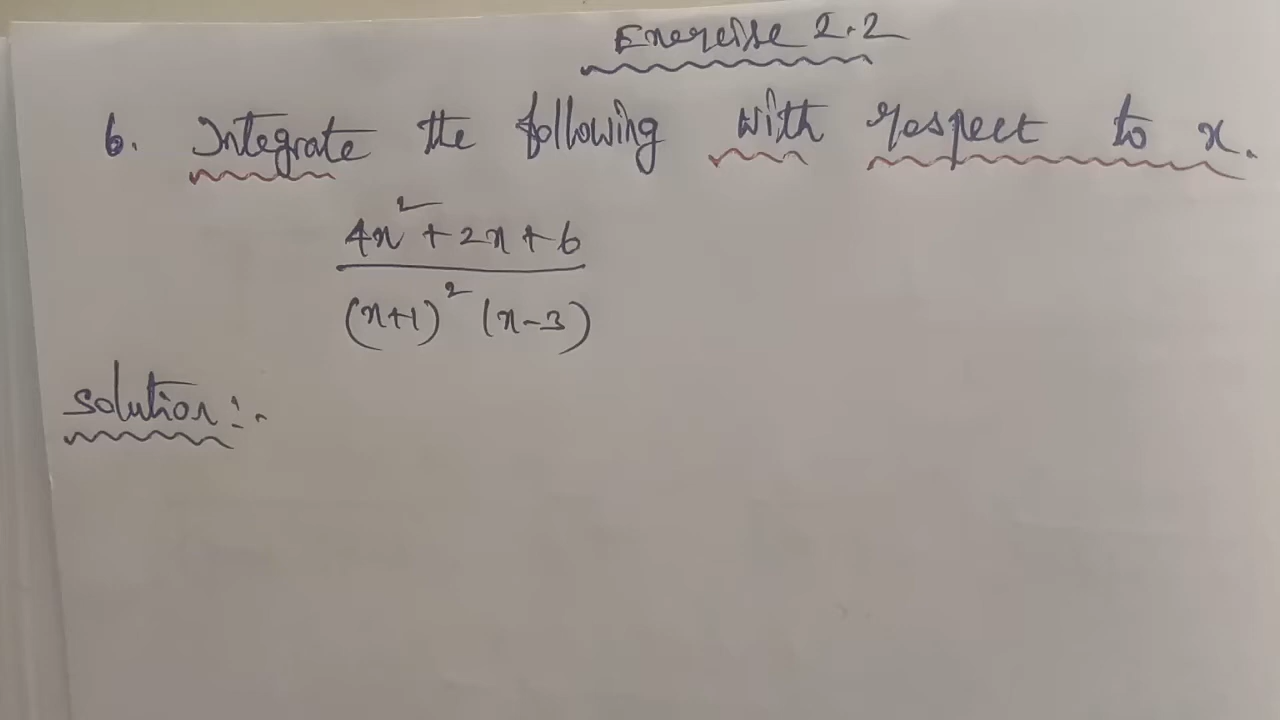 Exercise 2.2
6. Integrate the following with respect to x.
4x² + 2x + 6
(x+1)² (x-3)
Solution:-